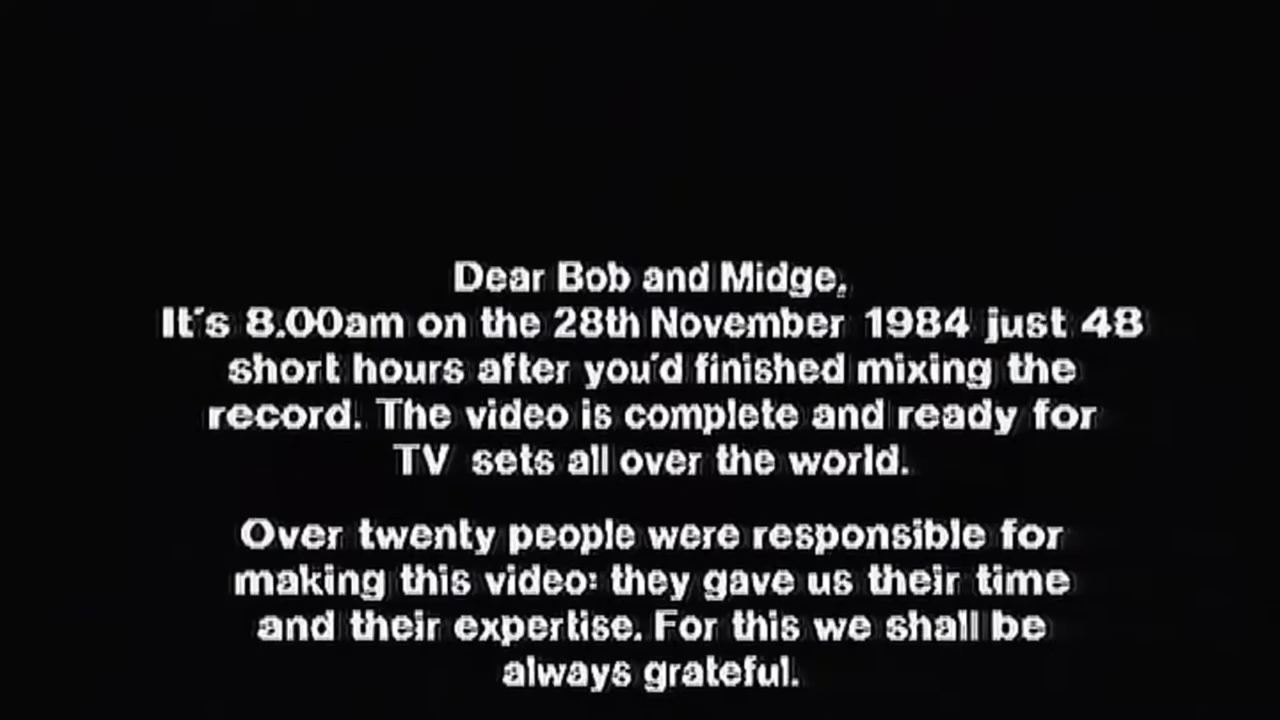 Dear Bob and Midge,
It's 8.00am on the 28th November 1984 just 48
short hours after you'd finished mixing the
record. The video is complete and ready for
TV sets all over the world.
Over twenty people were responsible for
making this video: they gave us their time
and their expertise. For this we shall be
always grateful.